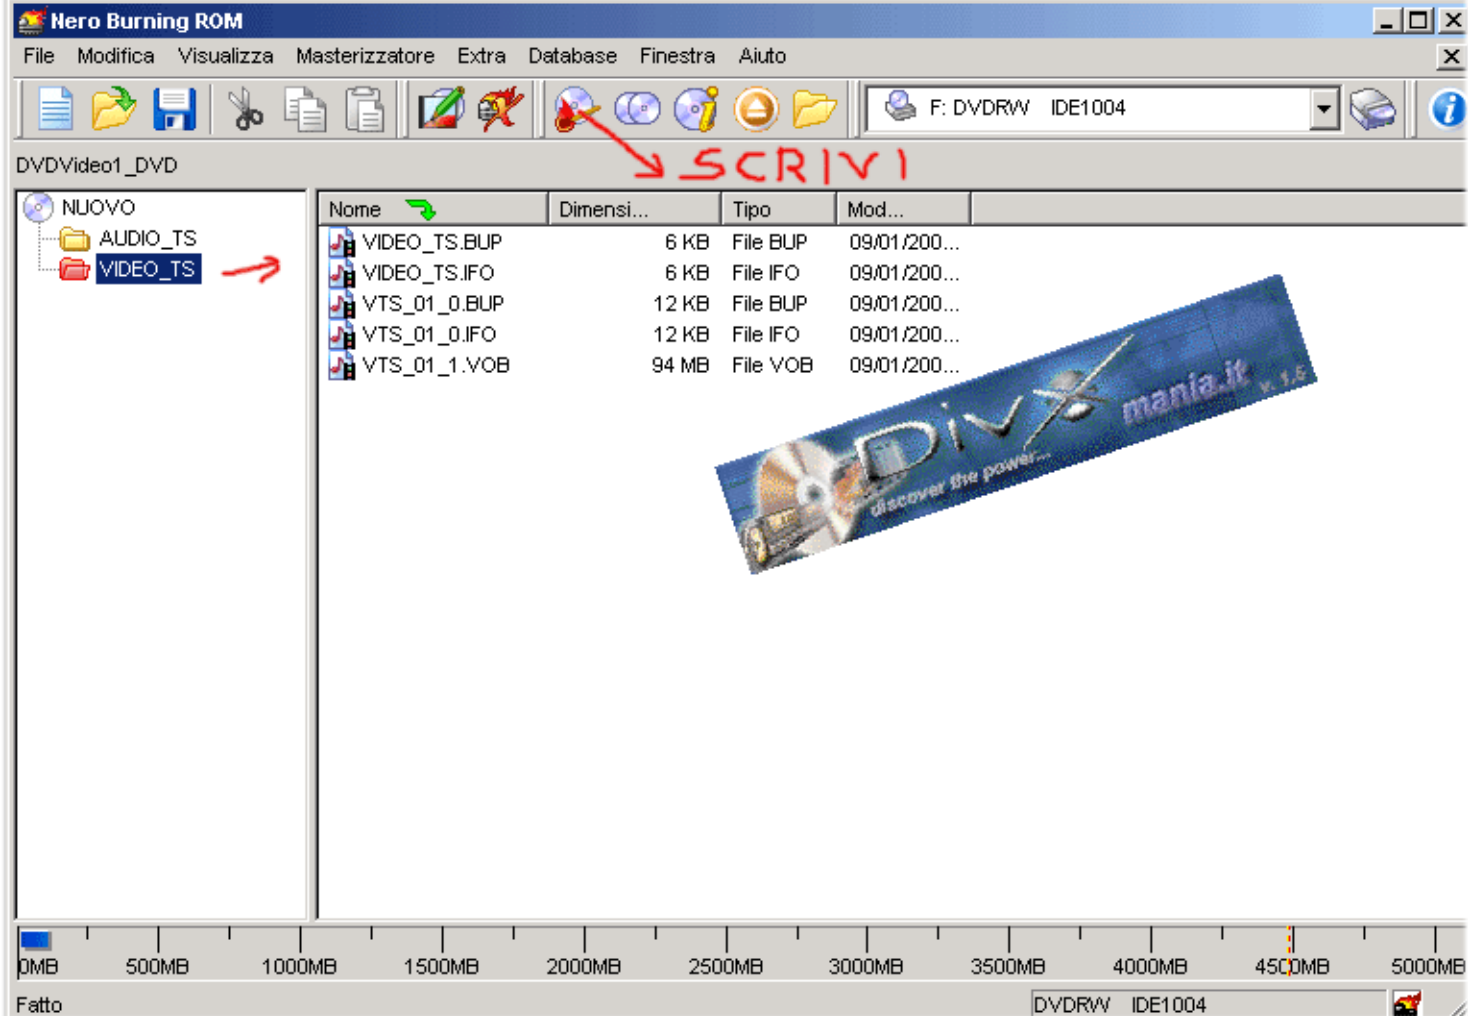 Nero Burning ROM
File Modifica Visualizza Masterizzatore Extra Database Finestra Aiuto
F: DVDRW IDE1004
SCRIVI
DVDVideo1_DVD
NUOVO
AUDIO_TS
VIDEO_TS
Nome Dimensi... Tipo Mod...
VIDEO_TS.BUP 6 KB File BUP 09/01/200...
VIDEO_TS.IFO 6 KB File IFO 09/01/200...
VTS_01_0.BUP 12 KB File BUP 09/01/200...
VTS_01_0.IFO 12 KB File IFO 09/01/200...
VTS_01_1.VOB 94 MB File VOB 09/01/200...
DivX mania.it v. 1,5
discover the power...
0MB 500MB 1000MB 1500MB 2000MB 2500MB 3000MB 3500MB 4000MB 4500MB 5000MB
Fatto DVDRW IDE1004